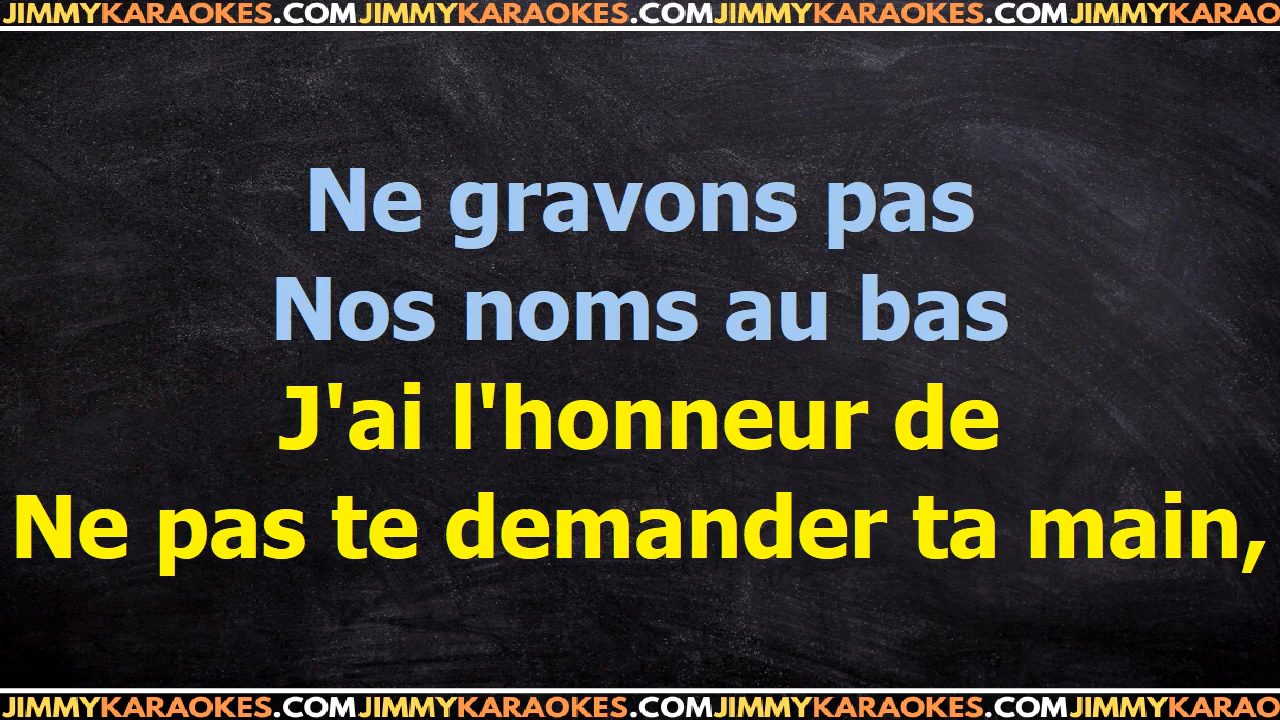 JIMMYKARAOKES.COMJIMMYKARAOKES.COMJIMMYKARAOKES.COMJIMMYKARAO
Ne gravons pas
Nos noms au bas
J'ai l'honneur de
Ne pas te demander ta main,
JIMMYKARAOKES.COMJIMMYKARAOKES.COMJIMMYKARAOKES.COMJIMMYKARAO